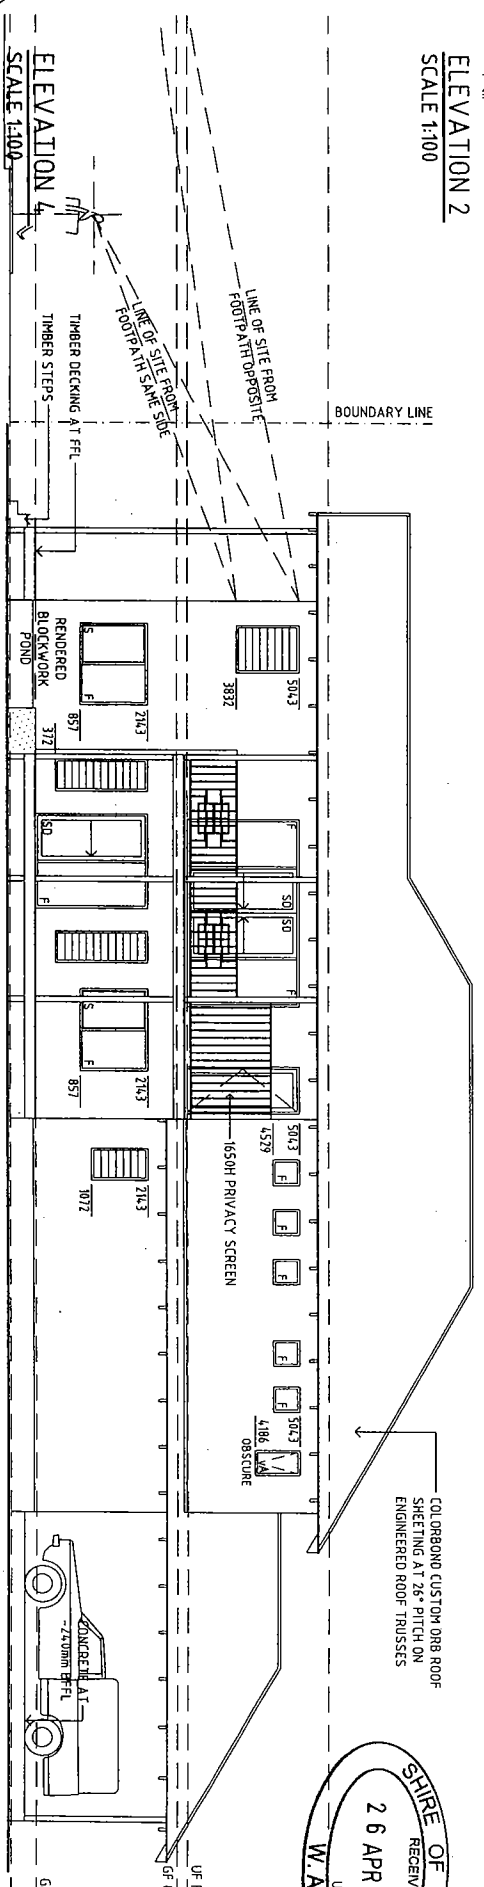 ELEVATION 2
SCALE 1:100
BOUNDARY LINE
LINE OF SITE FROM
FOOTPATH OPPOSITE
LINE OF SITE FROM
FOOTPATH SAME SIDE
TIMBER DECKING AT FFL
TIMBER STEPS
ELEVATION 4
SCALE 1:100
COLORBOND CUSTOM ORB ROOF
SHEETING AT 26° PITCH ON
ENGINEERED ROOF TRUSSES
5043
3832
F
SD
SD
F
1650H PRIVACY SCREEN
5043
4529
F
F
F
F
F
5043
4186
OBSCURE
VA
RENDERED
BLOCKWORK
POND
S
F
2143
857
372
SD
F
S
F
2143
857
2143
1072
CONCRETE AT
-240mm BFFL
SHIRE OF
RECEIV
26 APR
W.A
UF
GF
G
U